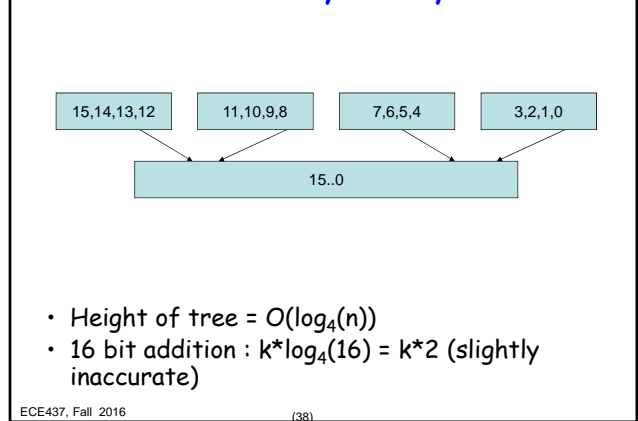 15,14,13,12 11,10,9,8 7,6,5,4 3,2,1,0
15..0
• Height of tree = O(log₄(n))
• 16 bit addition : k*log₄(16) = k*2 (slightly
inaccurate)
ECE437, Fall 2016
(38)